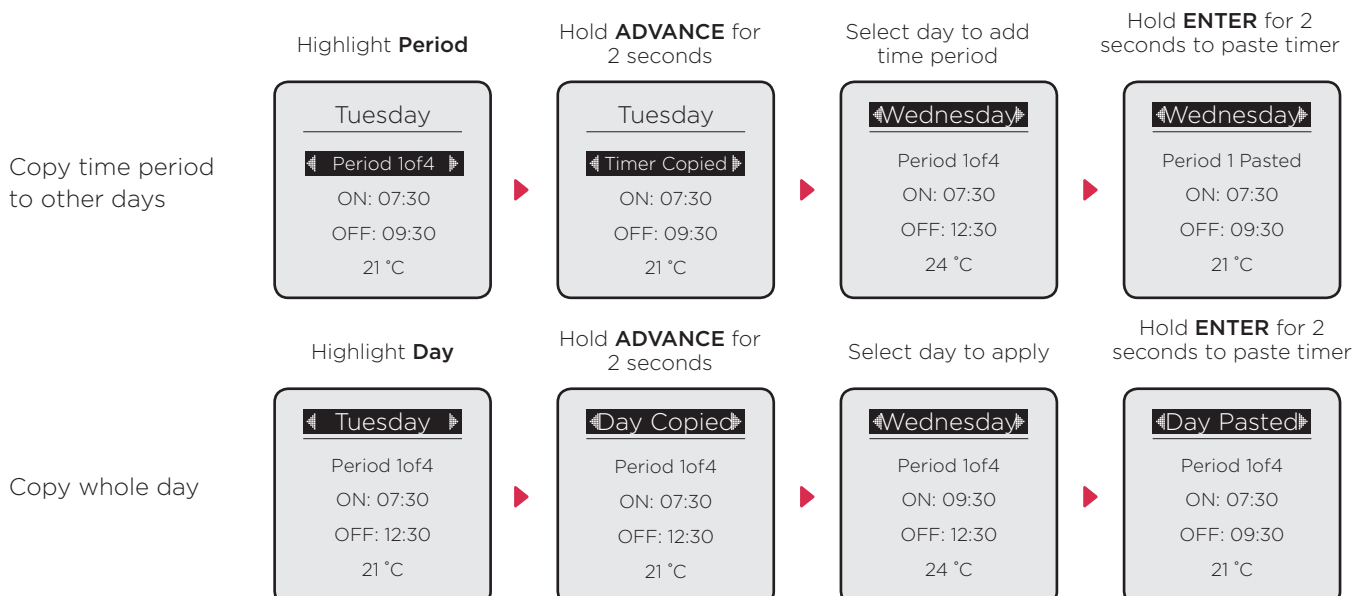 Highlight Period
Hold ADVANCE for
2 seconds
Select day to add
time period
Hold ENTER for 2
seconds to paste timer
Copy time period
to other days
Tuesday
Period 1of4
ON: 07:30
OFF: 09:30
21 °C
Tuesday
Timer Copied
ON: 07:30
OFF: 09:30
21 °C
Wednesday
Period 1of4
ON: 07:30
OFF: 12:30
24 °C
Wednesday
Period 1 Pasted
ON: 07:30
OFF: 09:30
21 °C
Highlight Day
Hold ADVANCE for
2 seconds
Select day to apply
Hold ENTER for 2
seconds to paste timer
Copy whole day
Tuesday
Period 1of4
ON: 07:30
OFF: 12:30
21 °C
Day Copied
Period 1of4
ON: 07:30
OFF: 12:30
21 °C
Wednesday
Period 1of4
ON: 09:30
OFF: 12:30
24 °C
Day Pasted
Period 1of4
ON: 07:30
OFF: 09:30
21 °C